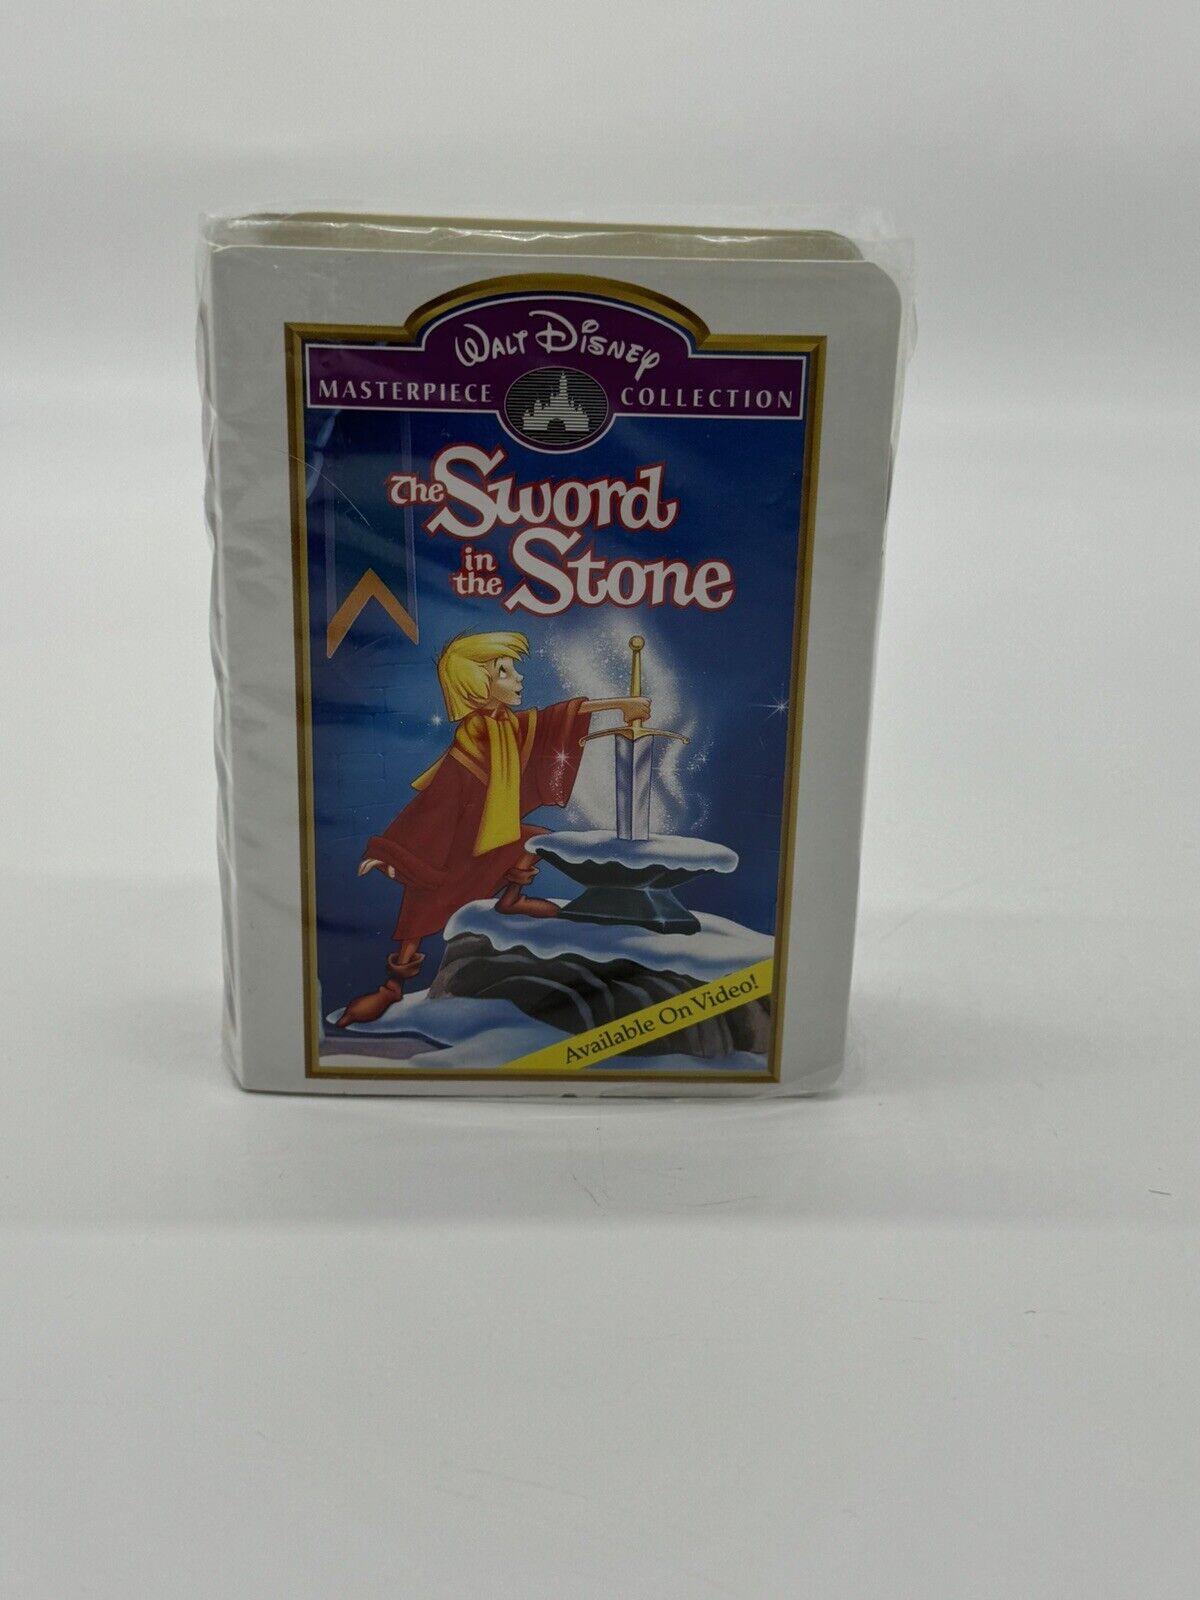 Walt Disney
MASTERPIECE COLLECTION
The Sword
in the Stone
Available On Video!